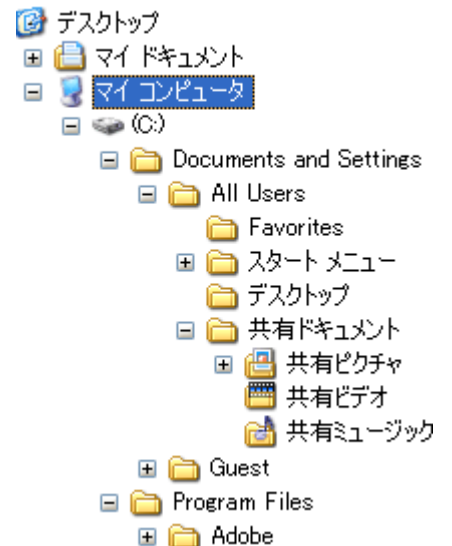 デスクトップ
マイ ドキュメント
マイ コンピュータ
(C:)
Documents and Settings
All Users
Favorites
スタート メニュー
デスクトップ
共有ドキュメント
共有ピクチャ
共有ビデオ
共有ミュージック
Guest
Program Files
Adobe